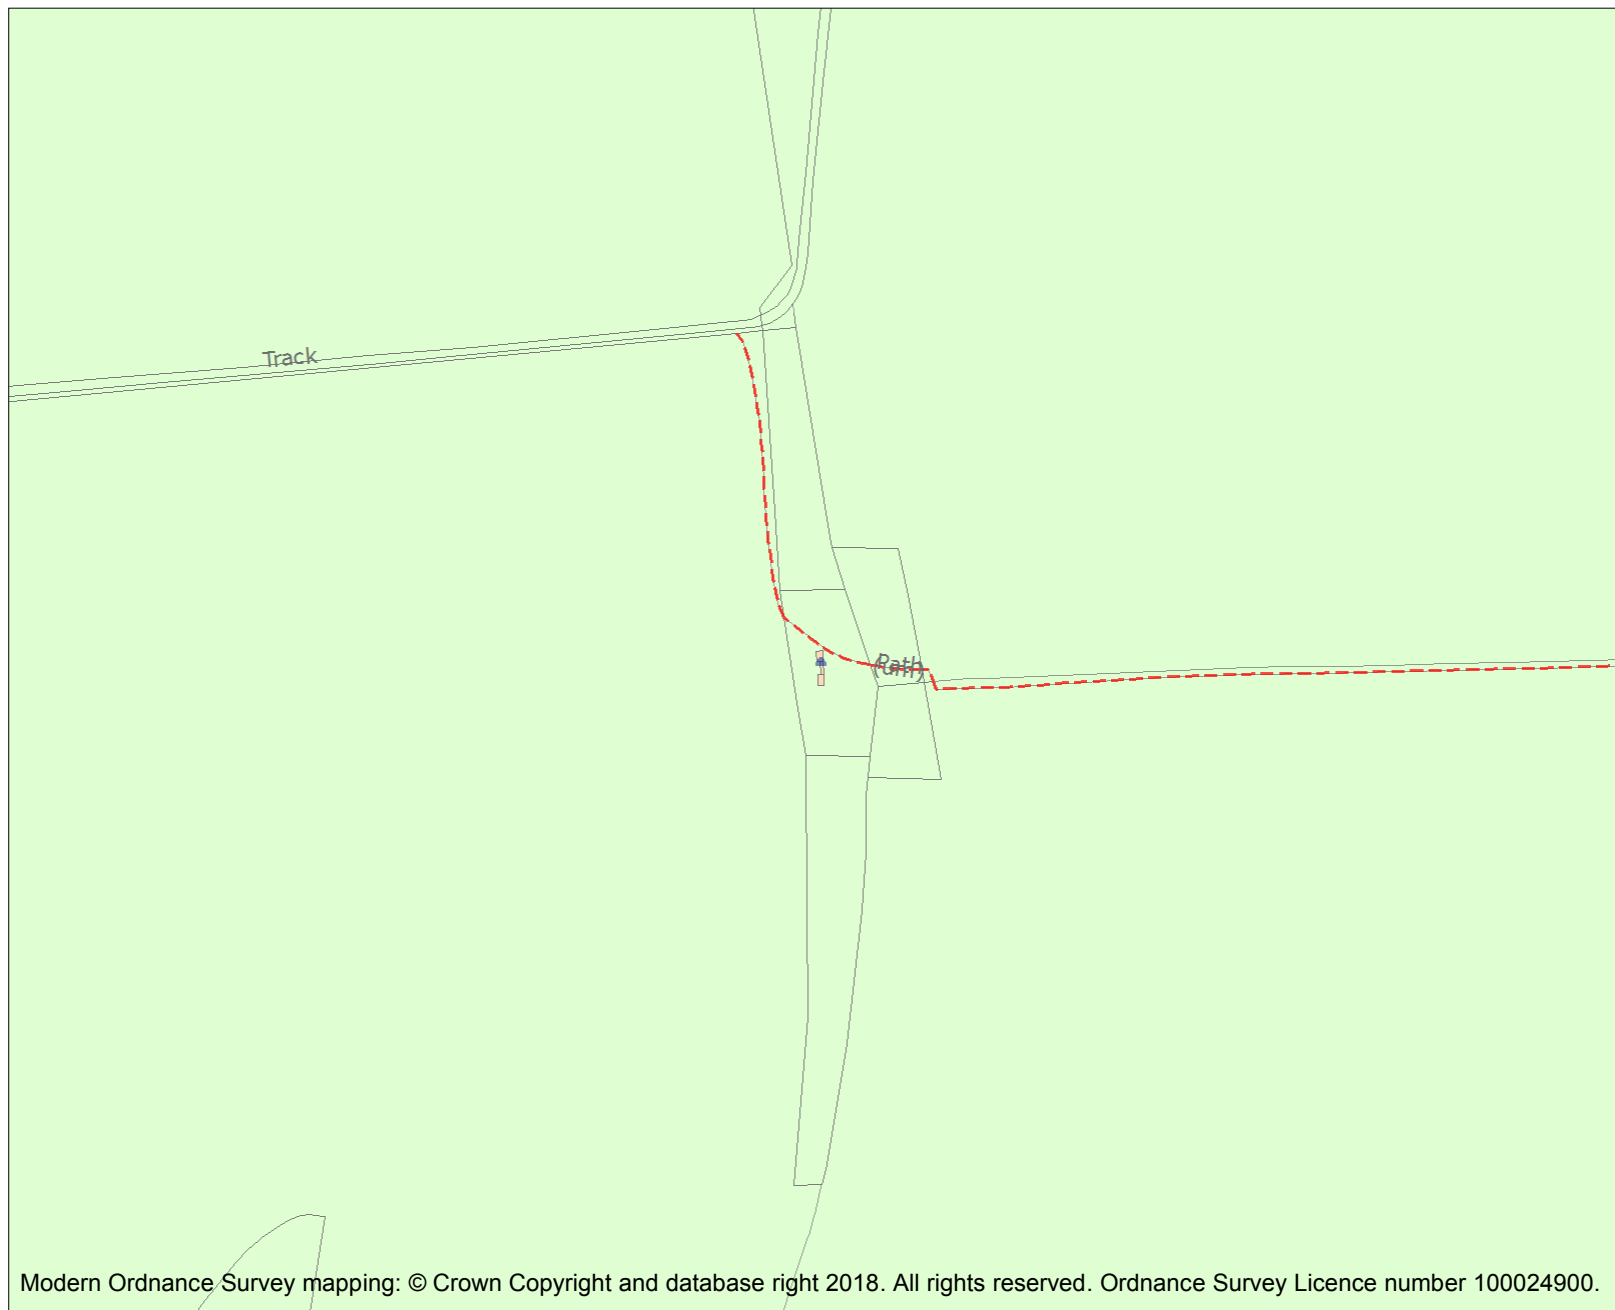 Track
Path
(um)
Modern Ordnance Survey mapping: © Crown Copyright and database right 2018. All rights reserved. Ordnance Survey Licence number 100024900.